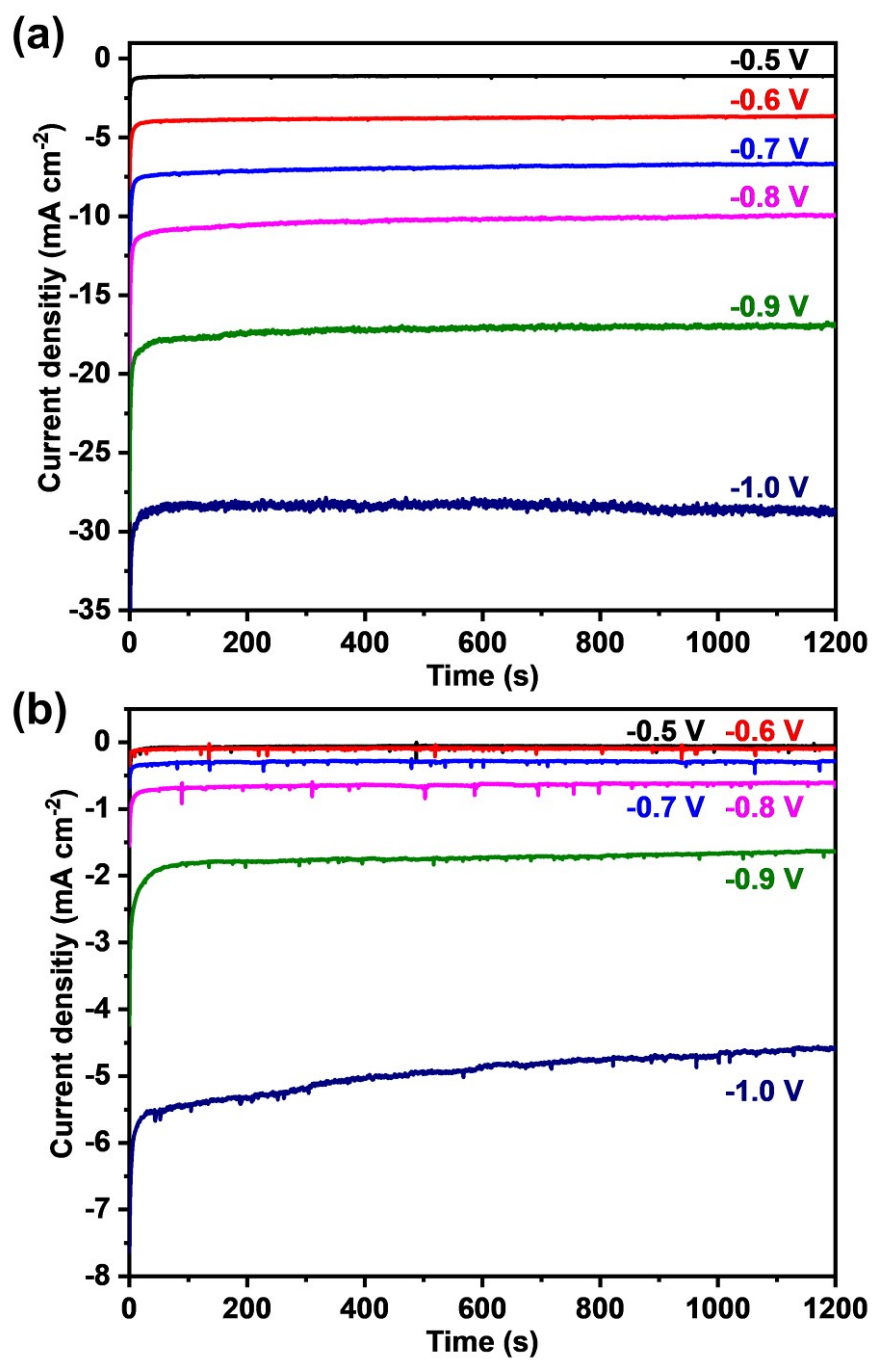 (a)
0
-5
-10
-15
-20
-25
-30
-35
Current densitiy (mA cm-2)
-0.5 V
-0.6 V
-0.7 V
-0.8 V
-0.9 V
-1.0 V
0 200 400 600 800 1000 1200
Time (s)
(b)
0
-1
-2
-3
-4
-5
-6
-7
-8
Current densitiy (mA cm-2)
-0.5 V -0.6 V
-0.7 V -0.8 V
-0.9 V
-1.0 V
0 200 400 600 800 1000 1200
Time (s)